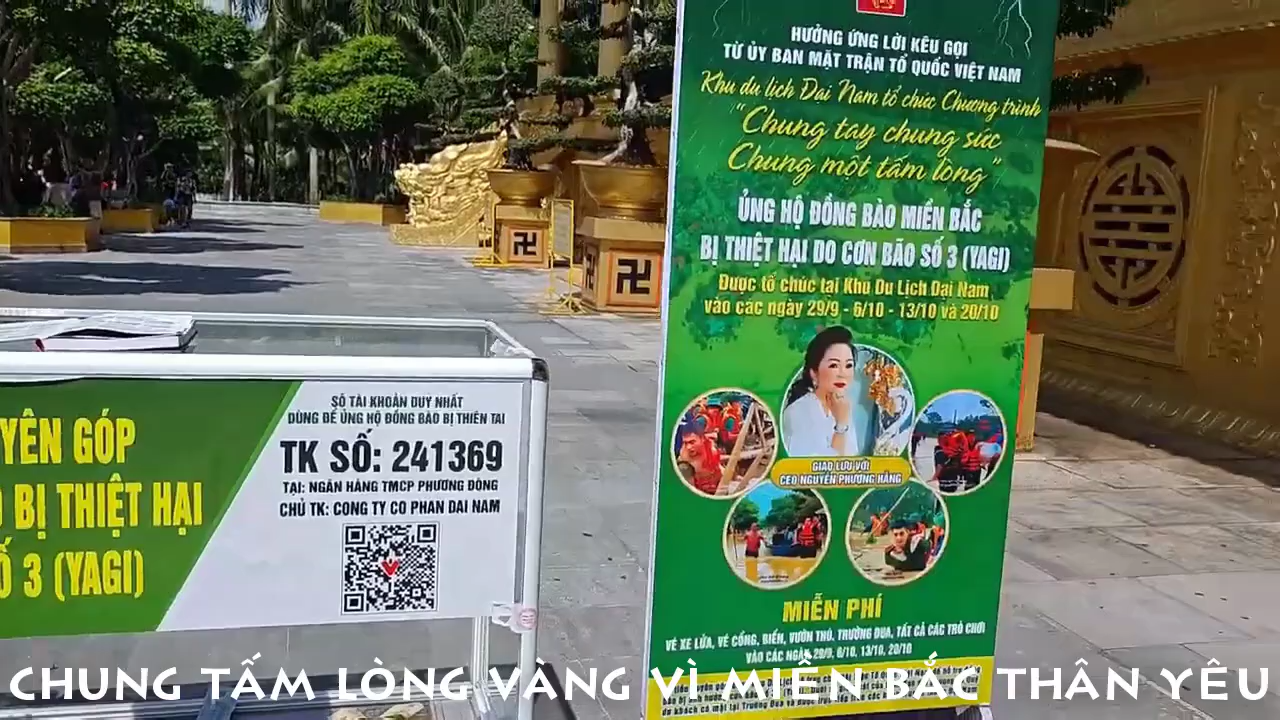 HƯỞNG ỨNG LỜI KÊU GỌI
TỪ ỦY BAN MẶT TRẬN TỔ QUỐC VIỆT NAM
Khu du lịch Đại Nam tổ chức Chương trình
"Chung tay chung sức
Chung một tấm lòng"
ỦNG HỘ ĐỒNG BÀO MIỀN BẮC
BỊ THIỆT HẠI DO CƠN BÃO SỐ 3 (YAGI)
Được tổ chức tại Khu Du Lịch Đại Nam
vào các ngày 29/9 - 6/10 - 13/10 và 20/10
GIAO LƯU VỚI
CEO NGUYỄN PHƯƠNG HẰNG
MIỄN PHÍ
VÉ XE LỬA, VÉ CỔNG, BIỂN, VƯỜN THÚ, TRƯỜNG ĐUA, TẤT CẢ CÁC TRÒ CHƠI
VÀO CÁC NGÀY 29/9, 6/10, 13/10, 20/10
YÊN GÓP
BỊ THIỆT HẠI
3 (YAGI)
SỐ TÀI KHOẢN DUY NHẤT
DÙNG ĐỂ ỦNG HỘ ĐỒNG BÀO BỊ THIÊN TAI
TK SỐ: 241369
TẠI: NGÂN HÀNG TMCP PHƯƠNG ĐÔNG
CHỦ TK: CONG TY CO PHAN DAI NAM
CHUNG TẤM LÒNG VÀNG VÌ MIỀN BẮC THÂN YÊU